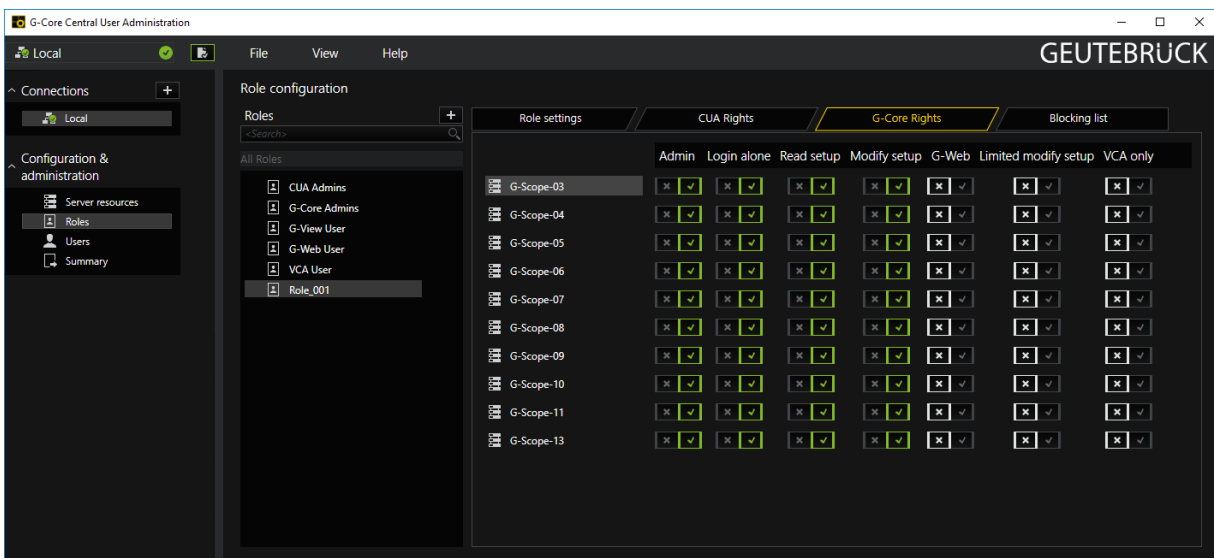 G-Core Central User Administration
Local
File View Help
GEUTEBRÜCK
Connections
Local
Configuration &
administration
Server resources
Roles
Users
Summary
Role configuration
Roles
<Search>
All Roles
CUA Admins
G-Core Admins
G-View User
G-Web User
VCA User
Role_001
Role settings CUA Rights G-Core Rights Blocking list
Admin Login alone Read setup Modify setup G-Web Limited modify setup VCA only
G-Scope-03
G-Scope-04
G-Scope-05
G-Scope-06
G-Scope-07
G-Scope-08
G-Scope-09
G-Scope-10
G-Scope-11
G-Scope-13